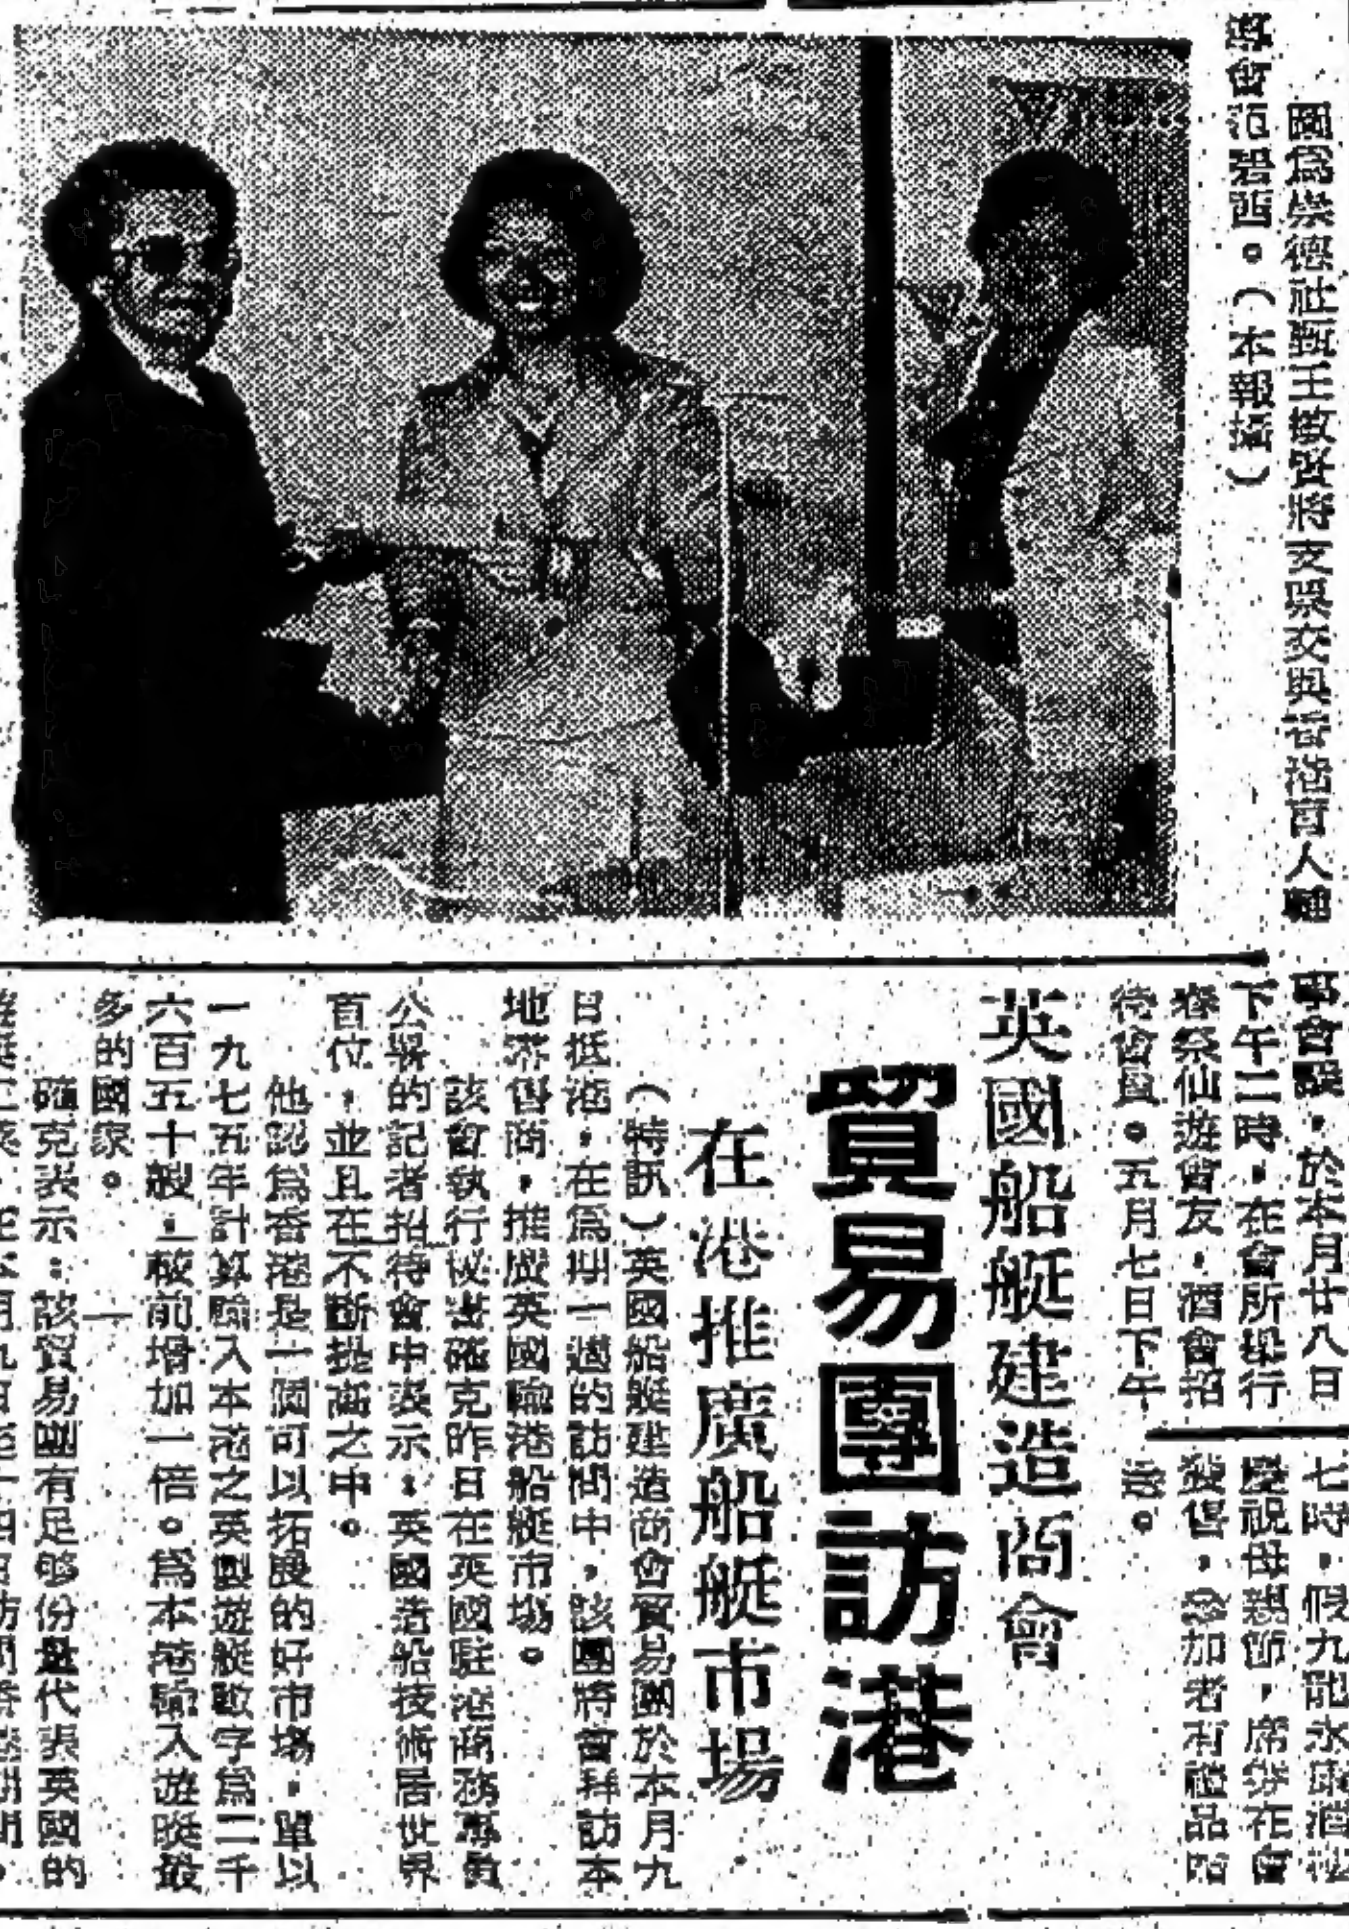 圖為崇德社甄王敏賢將支票交與香港盲人輔
導會范碧茜。(本報攝)
事會議,於本月廿八日
下午二時,在會所舉行
春祭仙遊會友,酒會招
待會員。五月七日下午
七時,假九龍
慶祝母親節,席券在會
發售,參加者有禮品
英國船艇建造商會
貿易團訪港
在港推廣船艇市場
(特訊)英國船艇建造商會貿易團於本月九
日抵港,在為期一週的訪問中,該團將會拜訪本
地游售商,推廣英國輸港船艇市場。
該會執行秘書確克昨日在英國駐港商務專員
公署的記者招待會中表示:英國造船技術居世界
首位,並且在不斷提高之中。
他認為香港是一個可以拓展的好市場,單以
一九七五年計算輸入本港之英製遊艇數字為二千
六百五十艘,較前增加一倍。為本港輸入遊艇最
多的國家。
確克表示:該貿易團有足够份量代表英國的